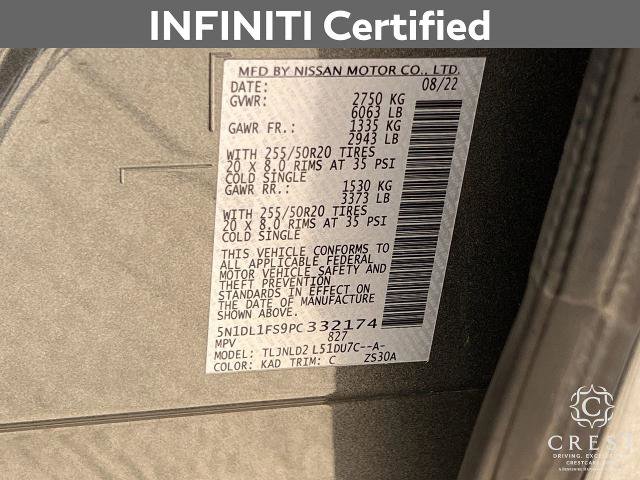 INFINITI Certified
MFD BY NISSAN MOTOR CO., LTD.
DATE: 08/22
GVWR: 2750 KG
6063 LB
GAWR FR.: 1335 KG
2943 LB
WITH 255/50R20 TIRES
20 X 8.0 RIMS AT 35 PSI
COLD SINGLE
GAWR RR.: 1530 KG
3373 LB
WITH 255/50R20 TIRES
20 X 8.0 RIMS AT 35 PSI
COLD SINGLE
THIS VEHICLE CONFORMS TO
ALL APPLICABLE FEDERAL
MOTOR VEHICLE SAFETY AND
THEFT PREVENTION
STANDARDS IN EFFECT ON
THE DATE OF MANUFACTURE
SHOWN ABOVE.
5N1DL1FS9PC332174
MPV 827
MODEL: TLJNLD2 L51DU7C--A-
COLOR: KAD TRIM: C ZS30A
C
CREST
DRIVING. EXCELLENCE